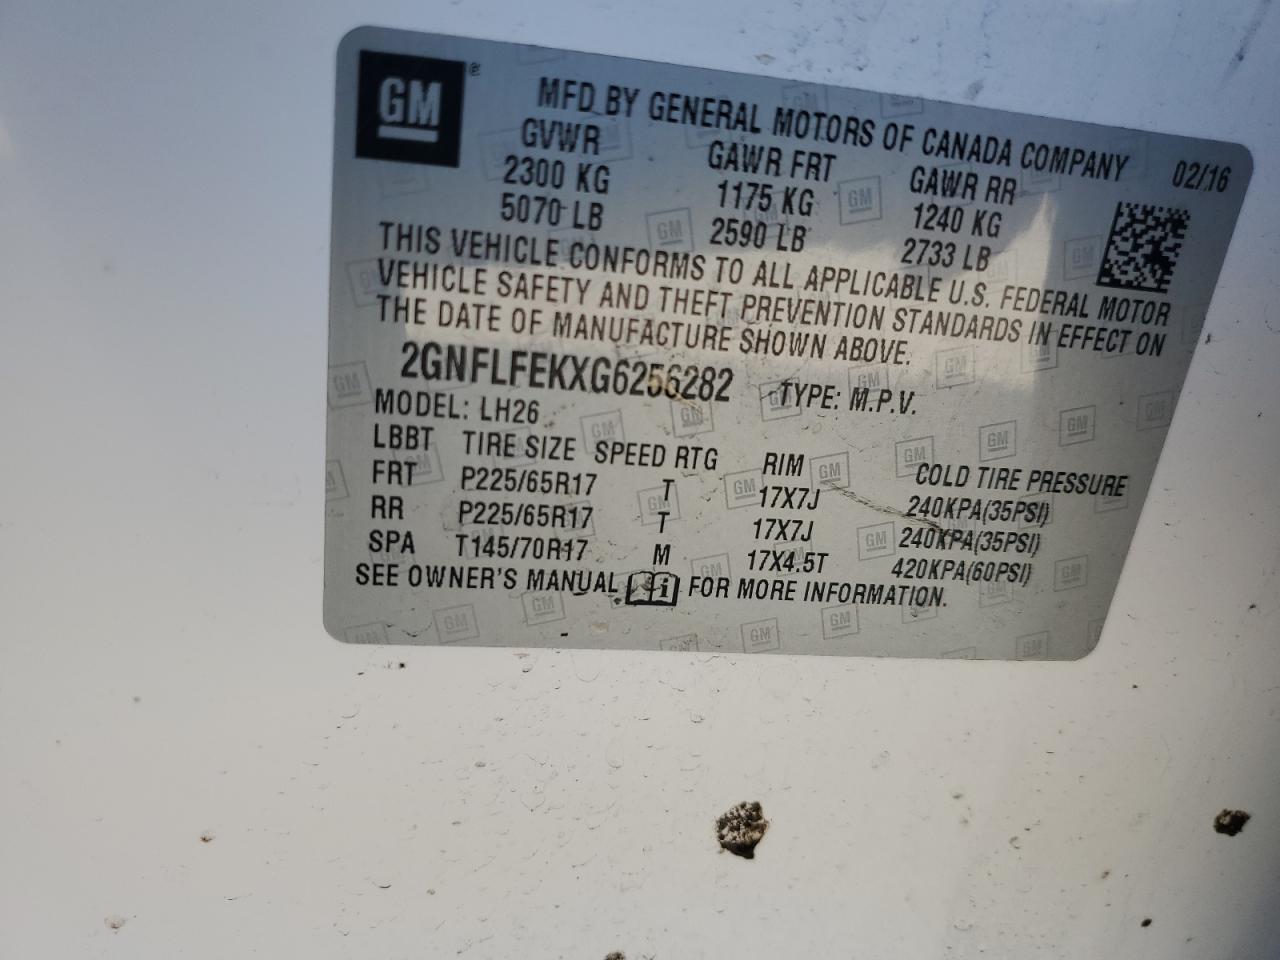 GM®
MFD BY GENERAL MOTORS OF CANADA COMPANY 02/16
GVWR GAWR FRT GAWR RR
2300 KG 1175 KG 1240 KG
5070 LB 2590 LB 2733 LB
THIS VEHICLE CONFORMS TO ALL APPLICABLE U.S. FEDERAL MOTOR
VEHICLE SAFETY AND THEFT PREVENTION STANDARDS IN EFFECT ON
THE DATE OF MANUFACTURE SHOWN ABOVE.
2GNFLFEKXG6256282 TYPE: M.P.V.
MODEL: LH26
LBBT TIRE SIZE SPEED RTG RIM COLD TIRE PRESSURE
FRT P225/65R17 T 17X7J 240KPA(35PSI)
RR P225/65R17 T 17X7J 240KPA(35PSI)
SPA T145/70R17 M 17X4.5T 420KPA(60PSI)
SEE OWNER'S MANUAL i FOR MORE INFORMATION.